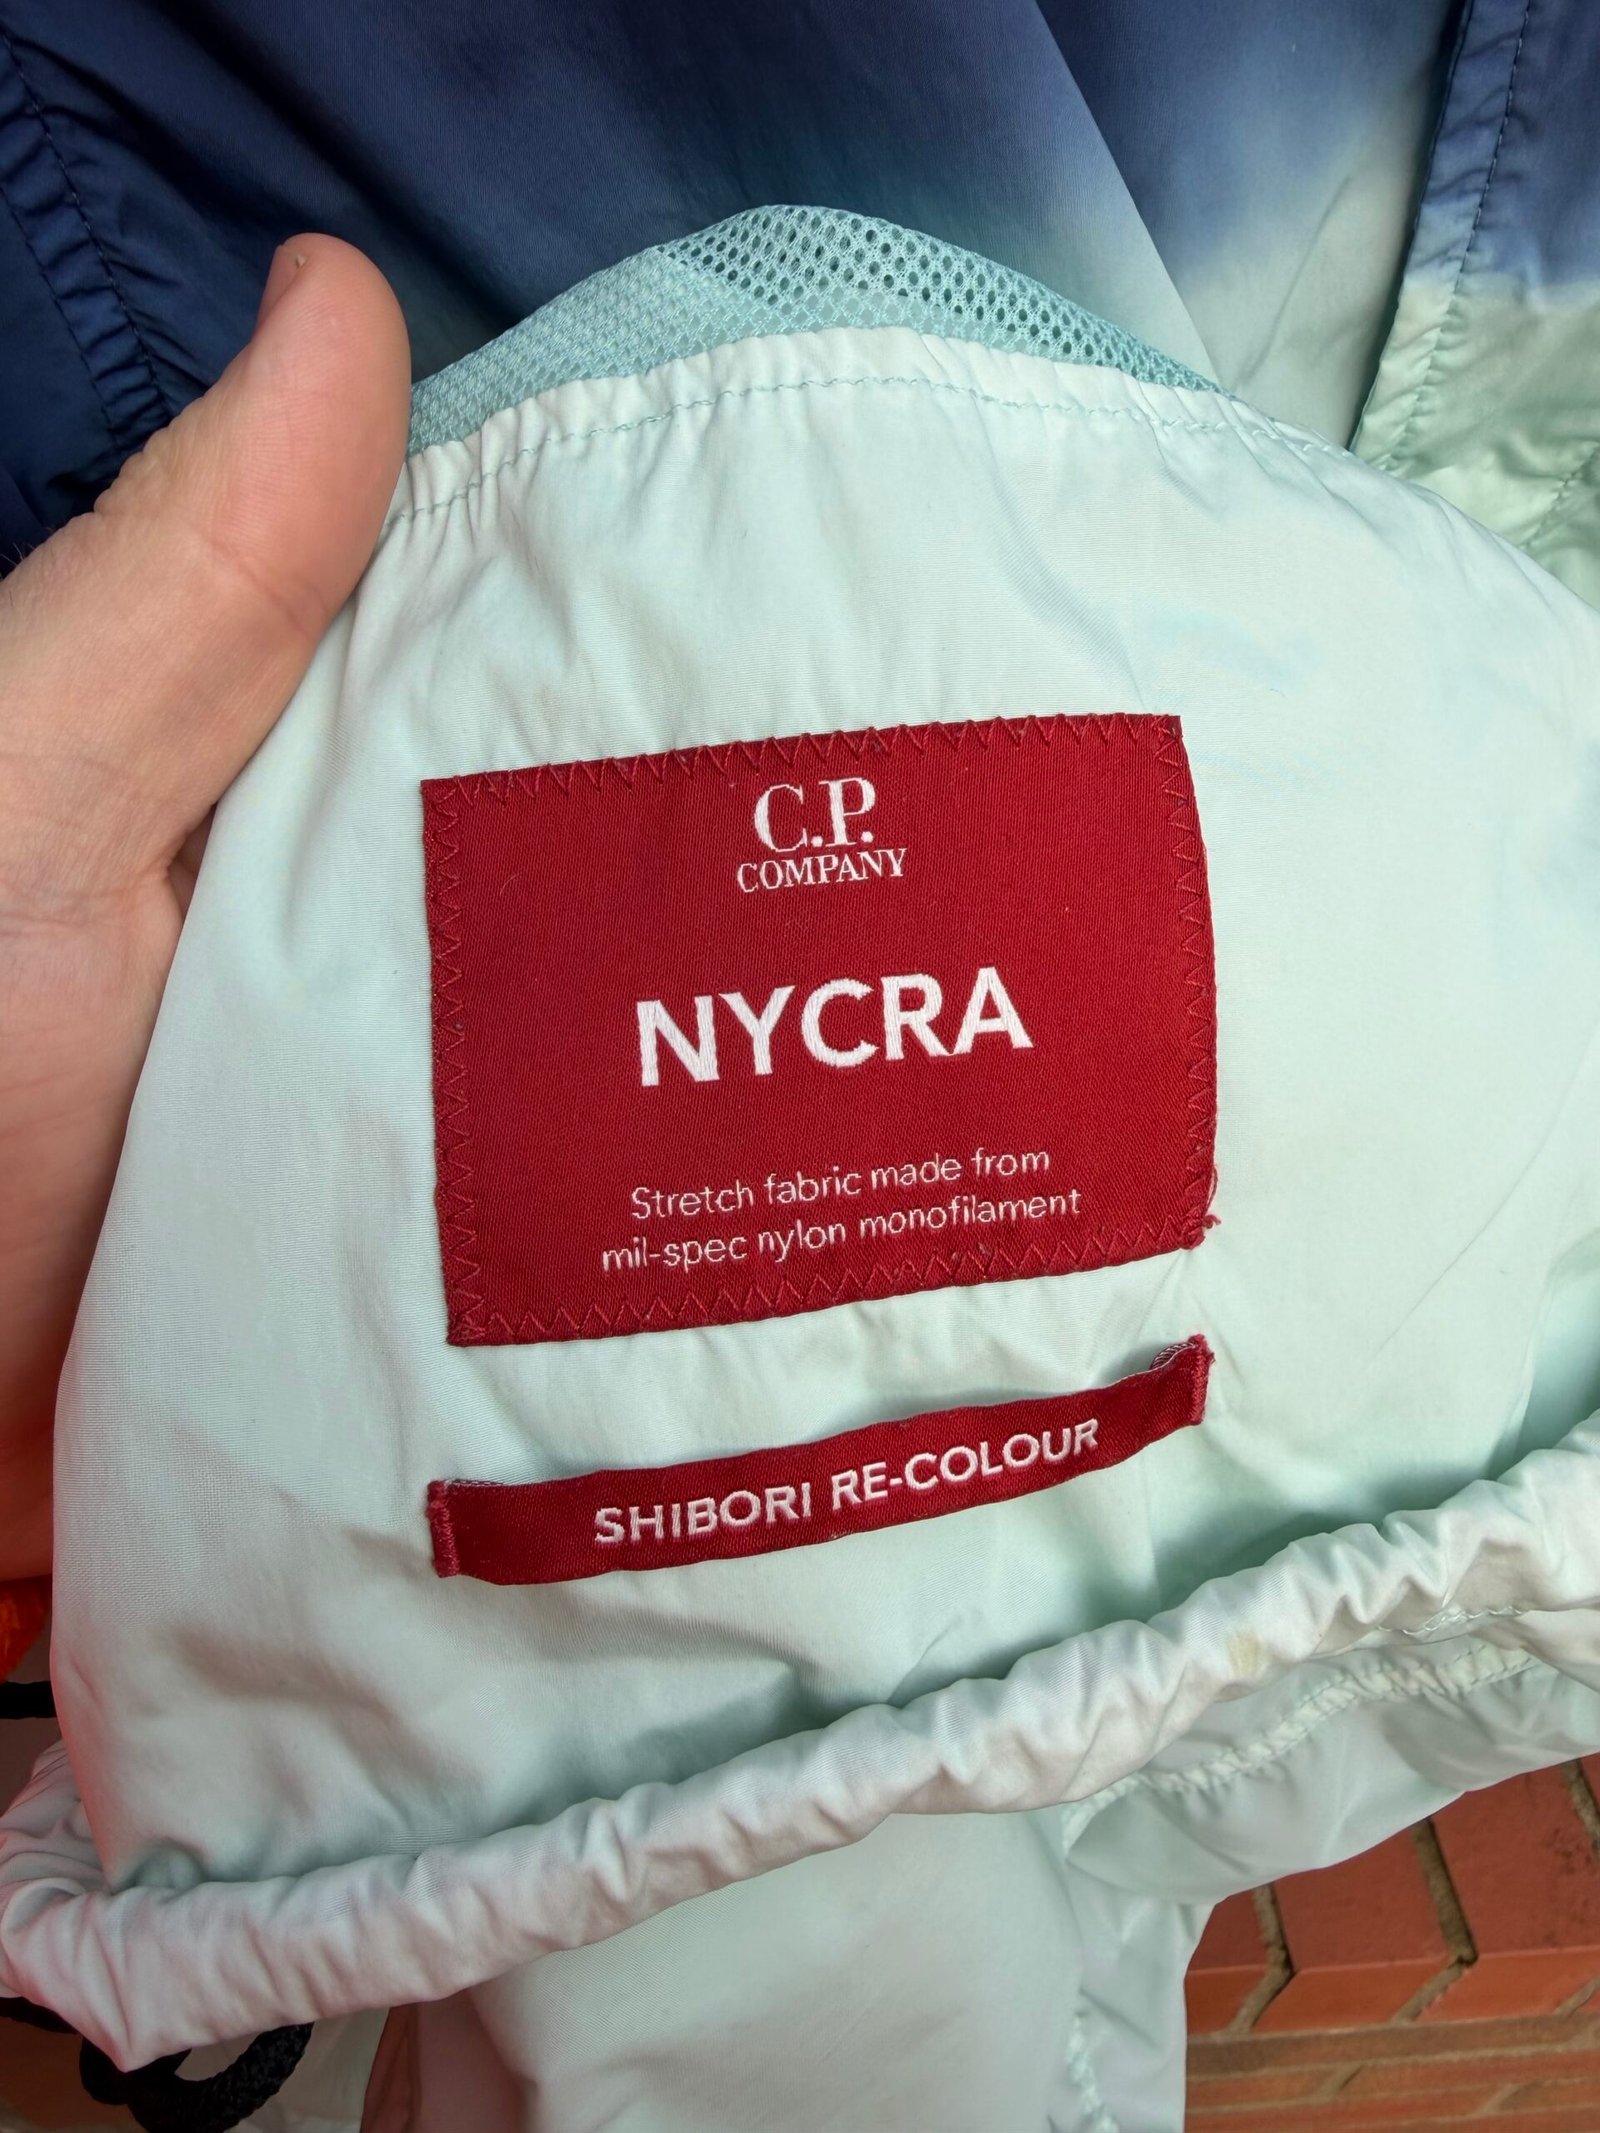 C.P.
COMPANY
NYCRA
Stretch fabric made from
mil-spec nylon monofilament
SHIBORI RE-COLOUR